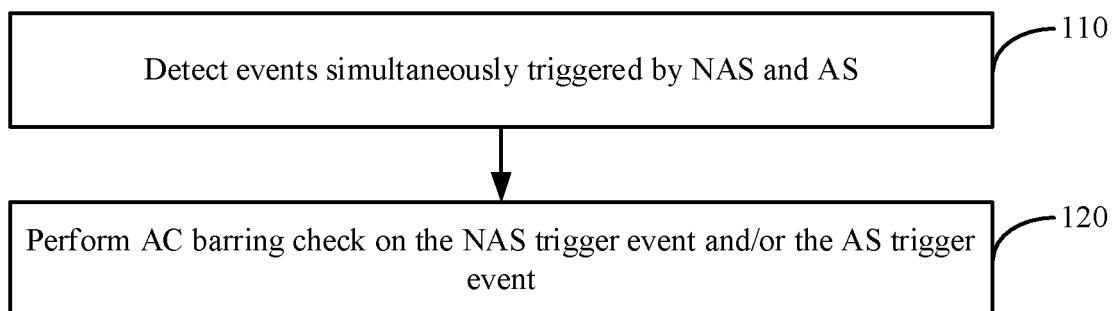 110
Detect events simultaneously triggered by NAS and AS
120
Perform AC barring check on the NAS trigger event and/or the AS trigger
event